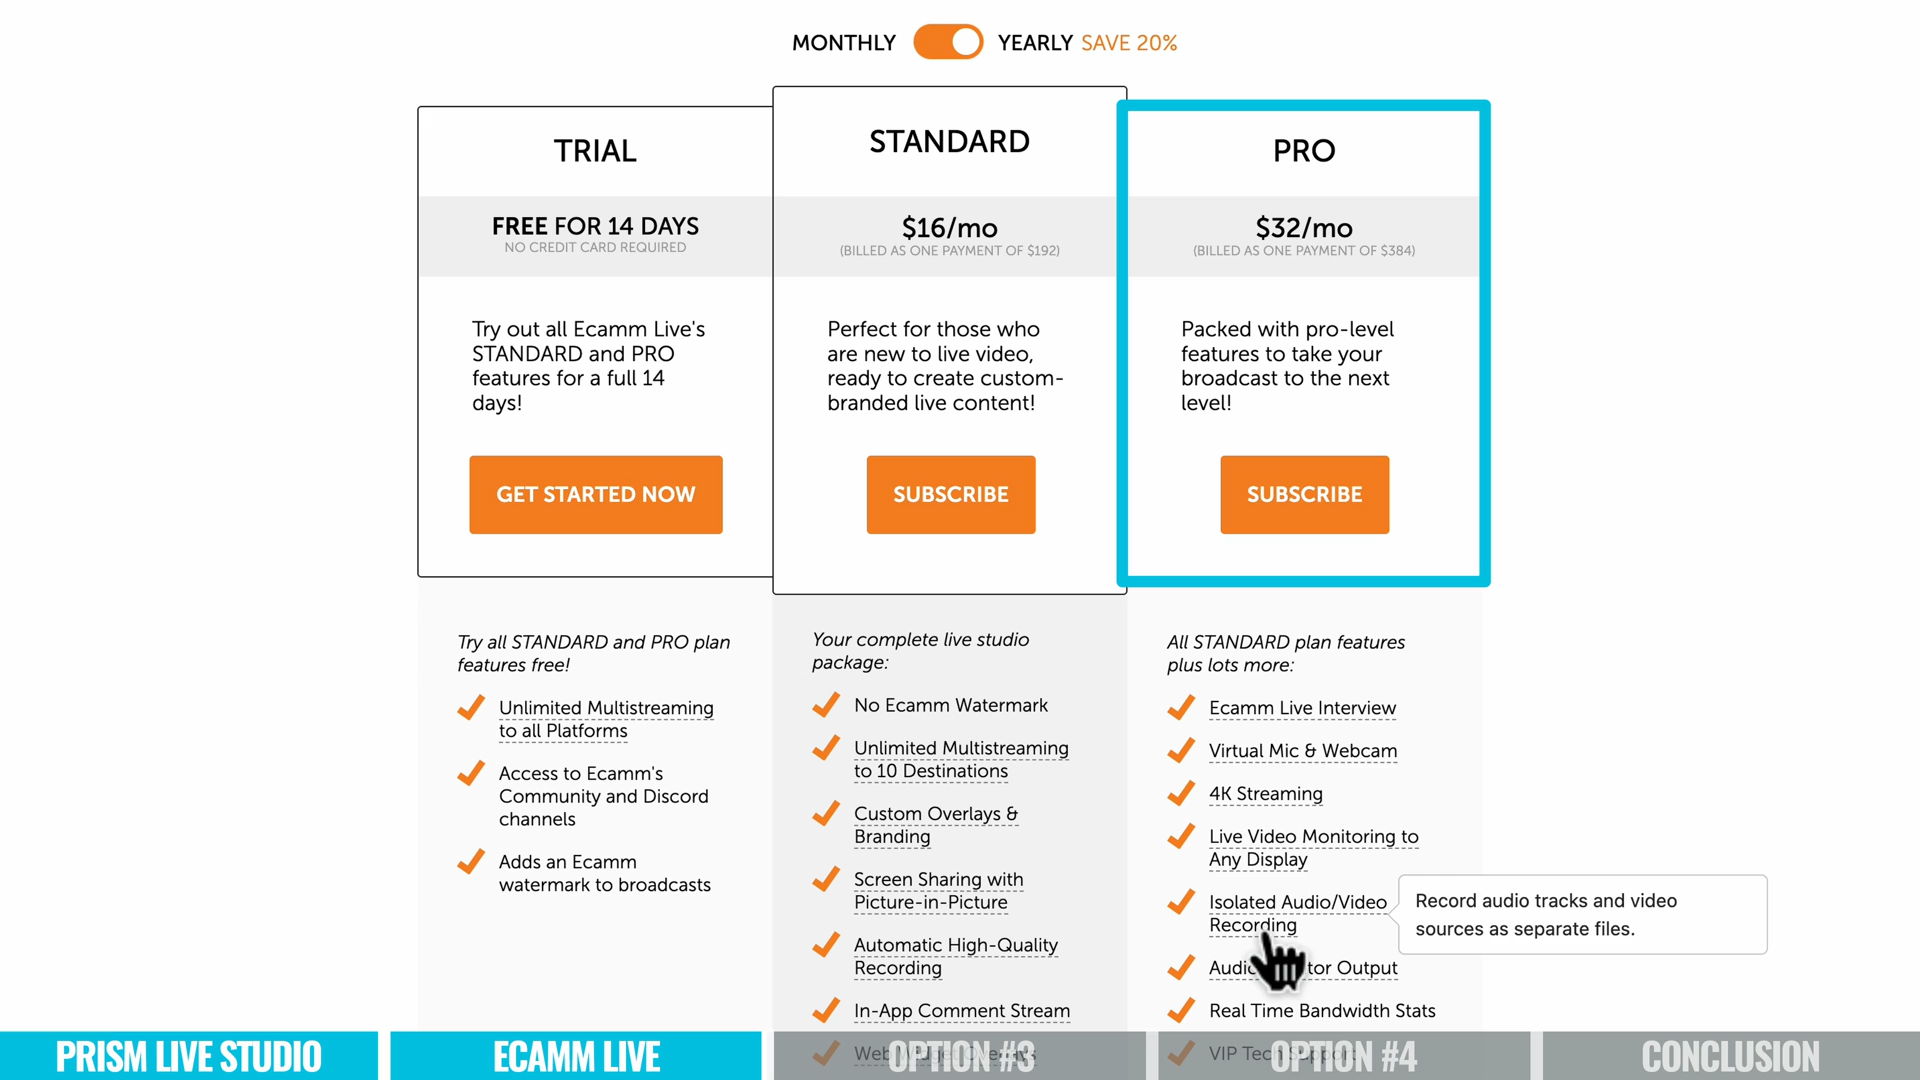 MONTHLY YEARLY SAVE 20%
TRIAL
FREE FOR 14 DAYS
NO CREDIT CARD REQUIRED
Try out all Ecamm Live's
STANDARD and PRO
features for a full 14
days!
GET STARTED NOW
Try all STANDARD and PRO plan
features free!
Unlimited Multistreaming
to all Platforms
Access to Ecamm's
Community and Discord
channels
Adds an Ecamm
watermark to broadcasts
STANDARD
$16/mo
(BILLED AS ONE PAYMENT OF $192)
Perfect for those who
are new to live video,
ready to create custom-
branded live content!
SUBSCRIBE
Your complete live studio
package:
No Ecamm Watermark
Unlimited Multistreaming
to 10 Destinations
Custom Overlays &
Branding
Screen Sharing with
Picture-in-Picture
Automatic High-Quality
Recording
In-App Comment Stream
Web
PRO
$32/mo
(BILLED AS ONE PAYMENT OF $384)
Packed with pro-level
features to take your
broadcast to the next
level!
SUBSCRIBE
All STANDARD plan features
plus lots more:
Ecamm Live Interview
Virtual Mic & Webcam
4K Streaming
Live Video Monitoring to
Any Display
Isolated Audio/Video
Recording
Output
Real Time Bandwidth Stats
VIP Tech Support
Record audio tracks and video
sources as separate files.
PRISM LIVE STUDIO
ECAMM LIVE
OPTION #3
OPTION #4
CONCLUSION